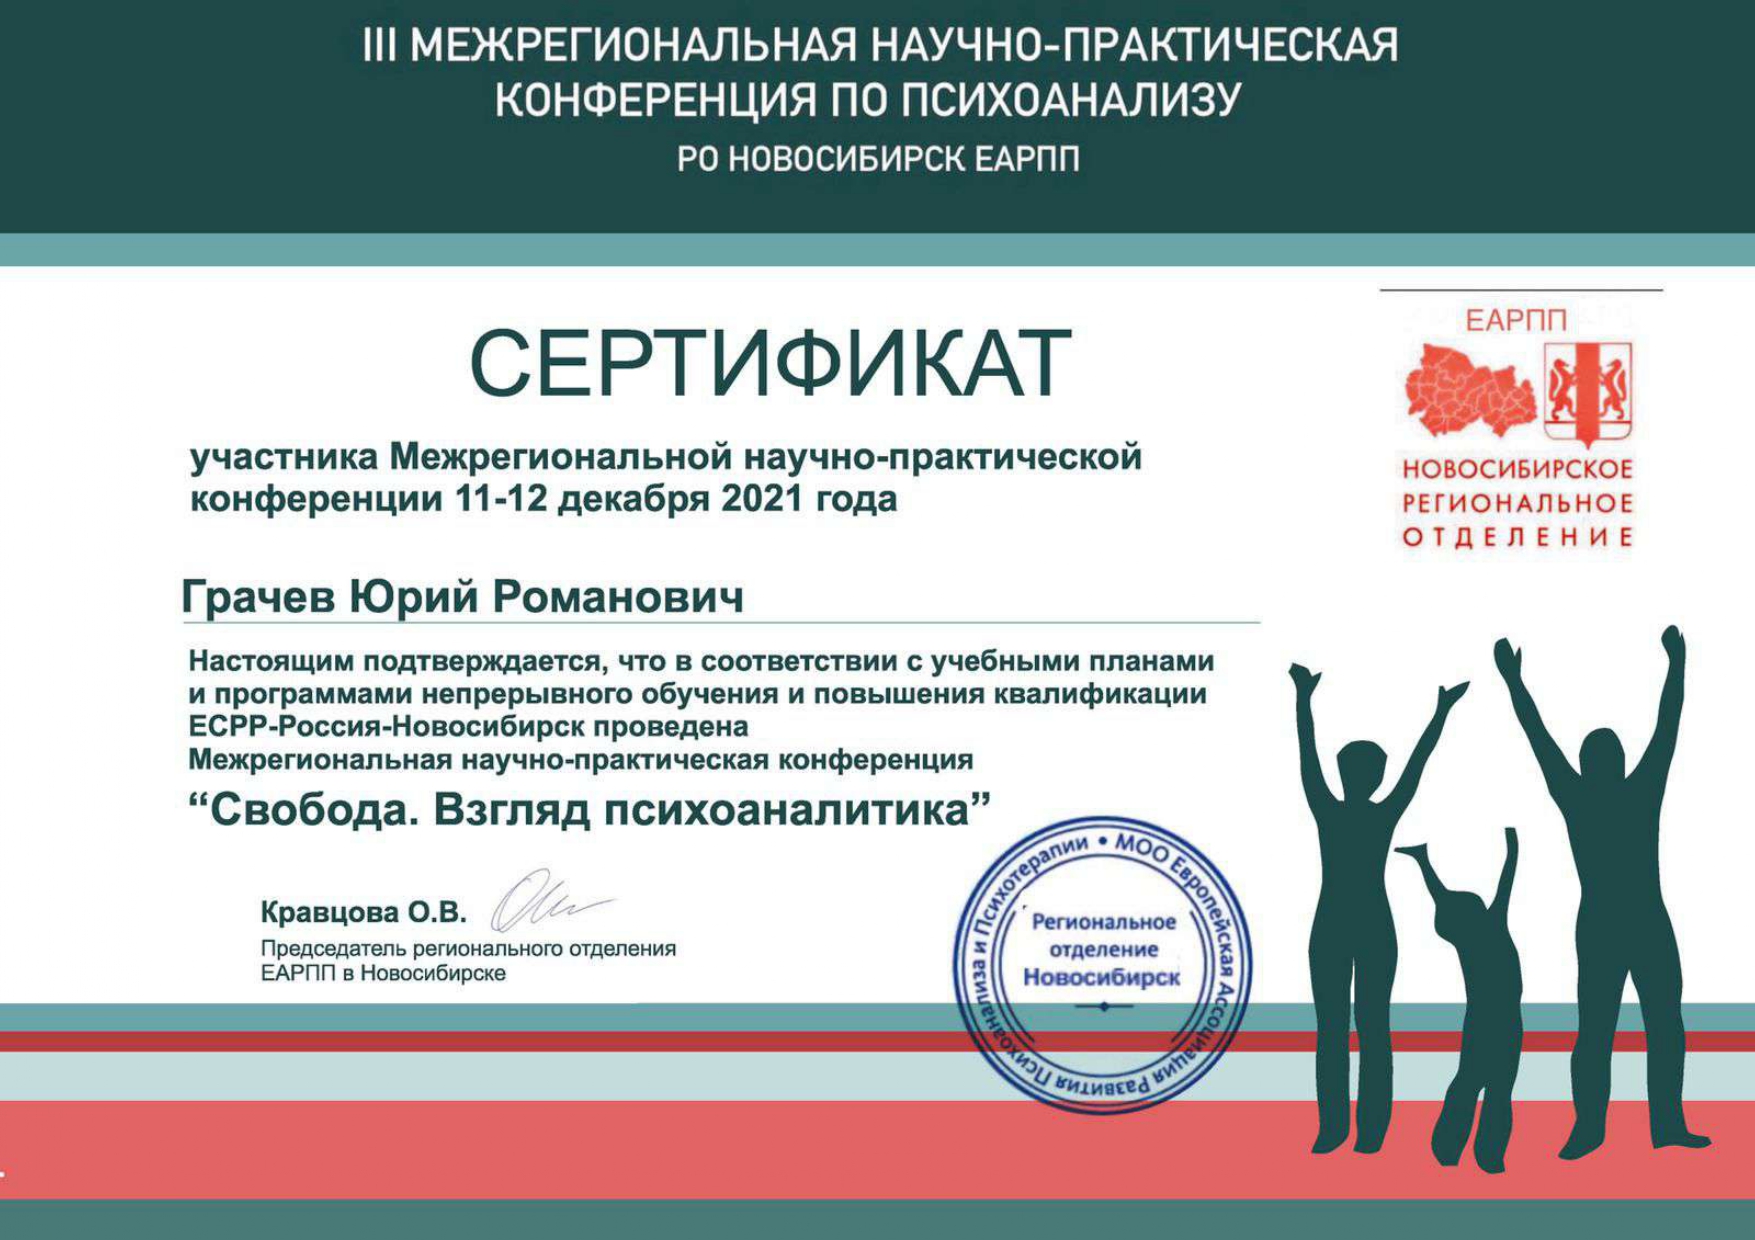 III МЕЖРЕГИОНАЛЬНАЯ НАУЧНО-ПРАКТИЧЕСКАЯ
КОНФЕРЕНЦИЯ ПО ПСИХОАНАЛИЗУ
РО НОВОСИБИРСК ЕАРПП
СЕРТИФИКАТ
участника Межрегиональной научно-практической
конференции 11-12 декабря 2021 года
ЕАРПП
НОВОСИБИРСКОЕ
РЕГИОНАЛЬНОЕ
ОТДЕЛЕНИЕ
Грачев Юрий Романович
Настоящим подтверждается, что в соответствии с учебными планами
и программами непрерывного обучения и повышения квалификации
ЕСРР-Россия-Новосибирск проведена
Межрегиональная научно-практическая конференция
“Свобода. Взгляд психоаналитика”
Кравцова О.В.
Председатель регионального отделения
ЕАРПП в Новосибирске
• МОО Европейская Ассоциация Развития Психоанализа и Психотерапии
Региональное
отделение
Новосибирск